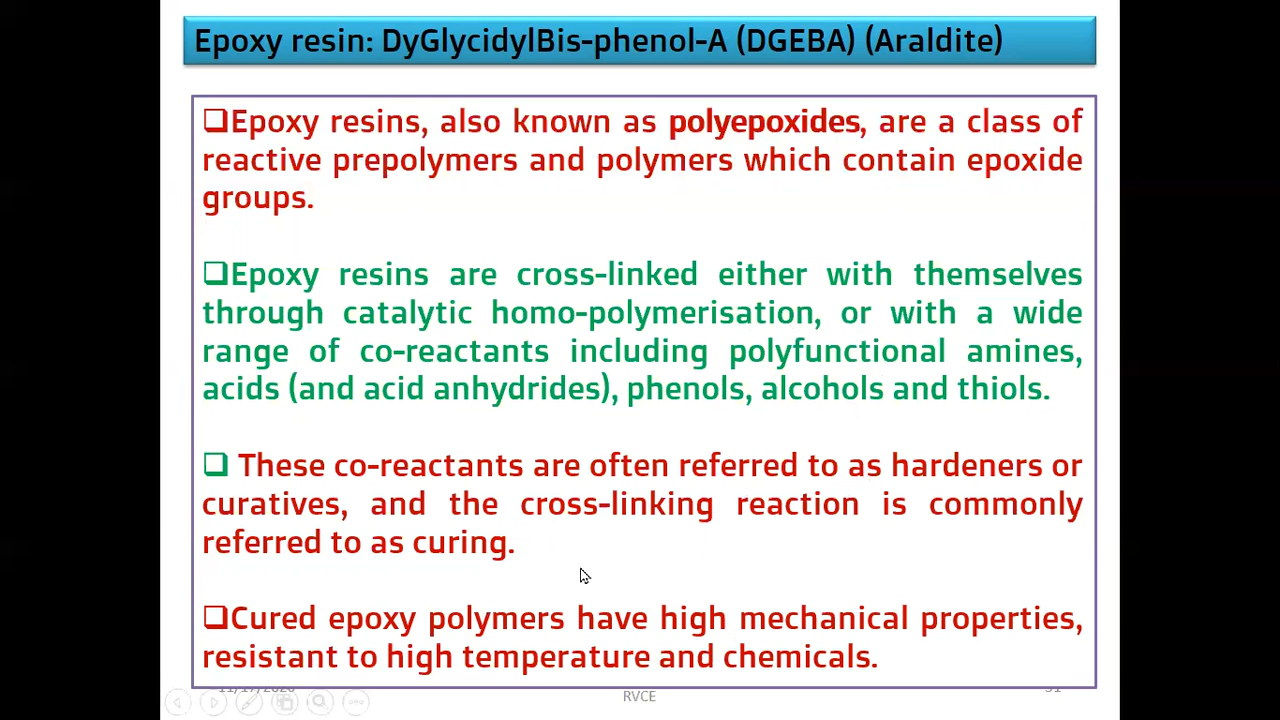 Epoxy resin: DyGlycidylBis-phenol-A (DGEBA) (Araldite)
❑Epoxy resins, also known as polyepoxides, are a class of
reactive prepolymers and polymers which contain epoxide
groups.
❑Epoxy resins are cross-linked either with themselves
through catalytic homo-polymerisation, or with a wide
range of co-reactants including polyfunctional amines,
acids (and acid anhydrides), phenols, alcohols and thiols.
❑ These co-reactants are often referred to as hardeners or
curatives, and the cross-linking reaction is commonly
referred to as curing.
❑Cured epoxy polymers have high mechanical properties,
resistant to high temperature and chemicals.
RVCE